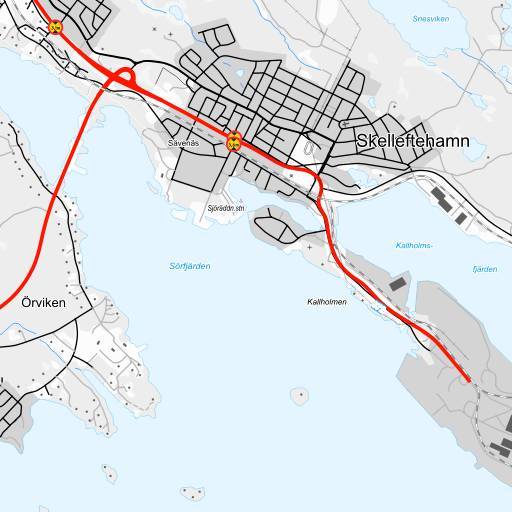 Snesviken
Skelleftehamn
Sävenäs
Sjöräddn.stn
Kallholms-
Sörfjärden
fjärden
Örviken
Kallholmen